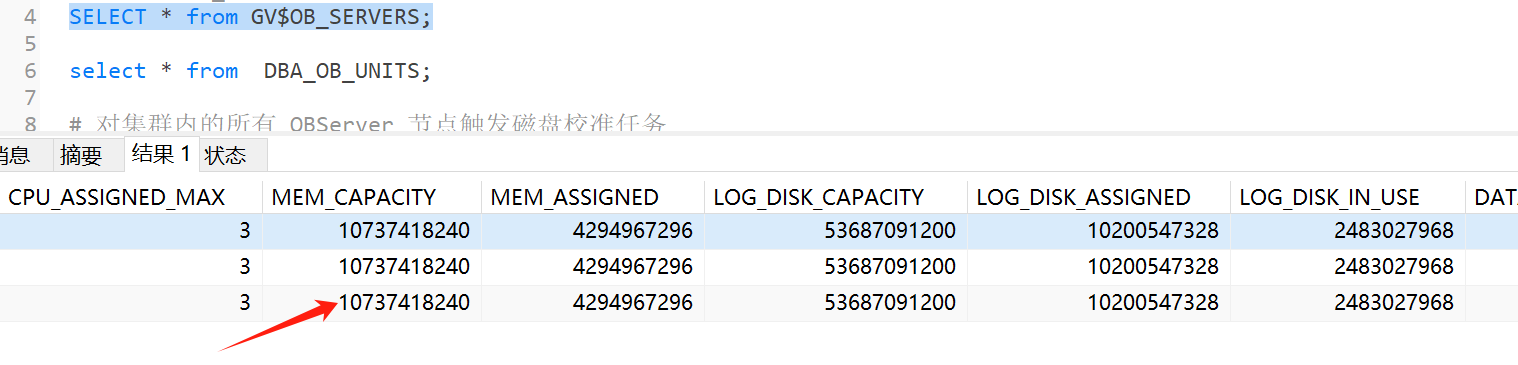 4 SELECT * from GV$OB_SERVERS;
5
6 select * from DBA_OB_UNITS;
7
8 # 对集群内的所有 OBServer 节点触发磁盘校准任务
消息 摘要 结果 1 状态
CPU_ASSIGNED_MAX MEM_CAPACITY MEM_ASSIGNED LOG_DISK_CAPACITY LOG_DISK_ASSIGNED LOG_DISK_IN_USE DAT
3 10737418240 4294967296 53687091200 10200547328 2483027968
3 10737418240 4294967296 53687091200 10200547328 2483027968
3 10737418240 4294967296 53687091200 10200547328 2483027968